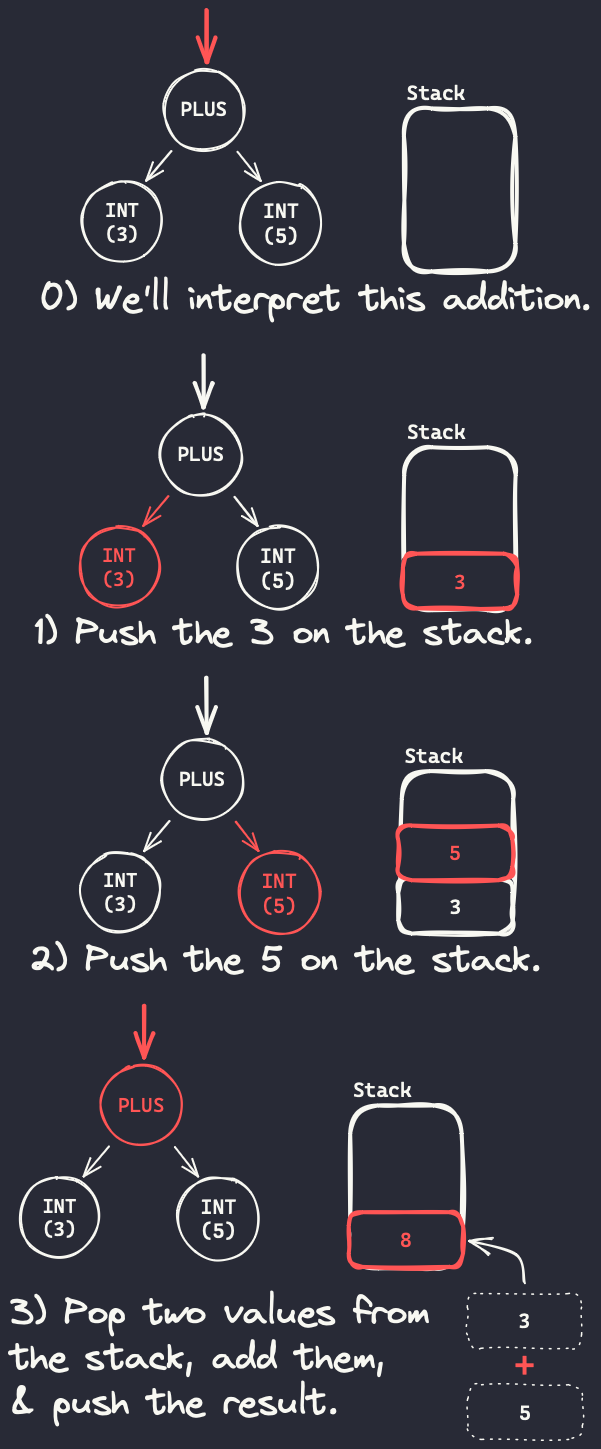 PLUS
Stack
INT
(3)
INT
(5)
0) We'll interpret this addition.
PLUS
Stack
INT
(3)
INT
(5)
3
1) Push the 3 on the stack.
PLUS
Stack
INT
(3)
INT
(5)
5
3
2) Push the 5 on the stack.
PLUS
Stack
INT
(3)
INT
(5)
8
3) Pop two values from
the stack, add them,
& push the result.
3
+
5